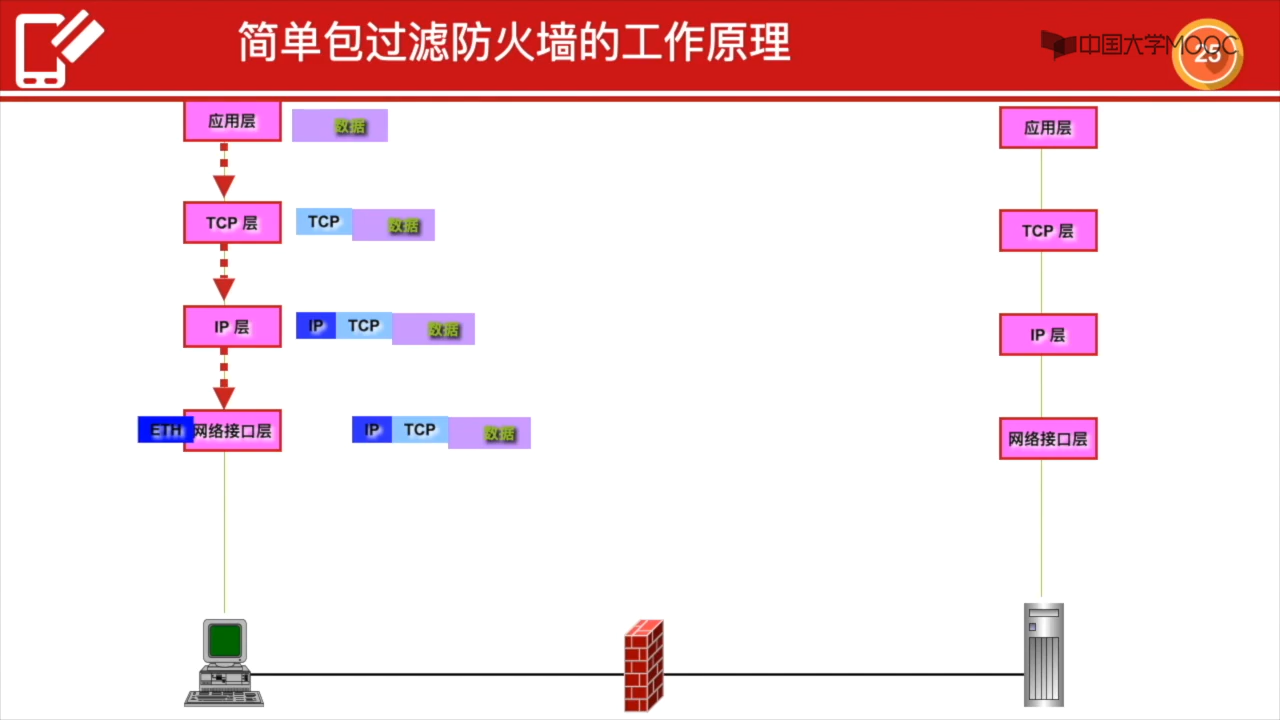 简单包过滤防火墙的工作原理
中国大学MOOC
25
应用层
数据
应用层
TCP 层
TCP
数据
TCP 层
IP 层
IP
TCP
数据
IP 层
ETH
网络接口层
IP
TCP
数据
网络接口层